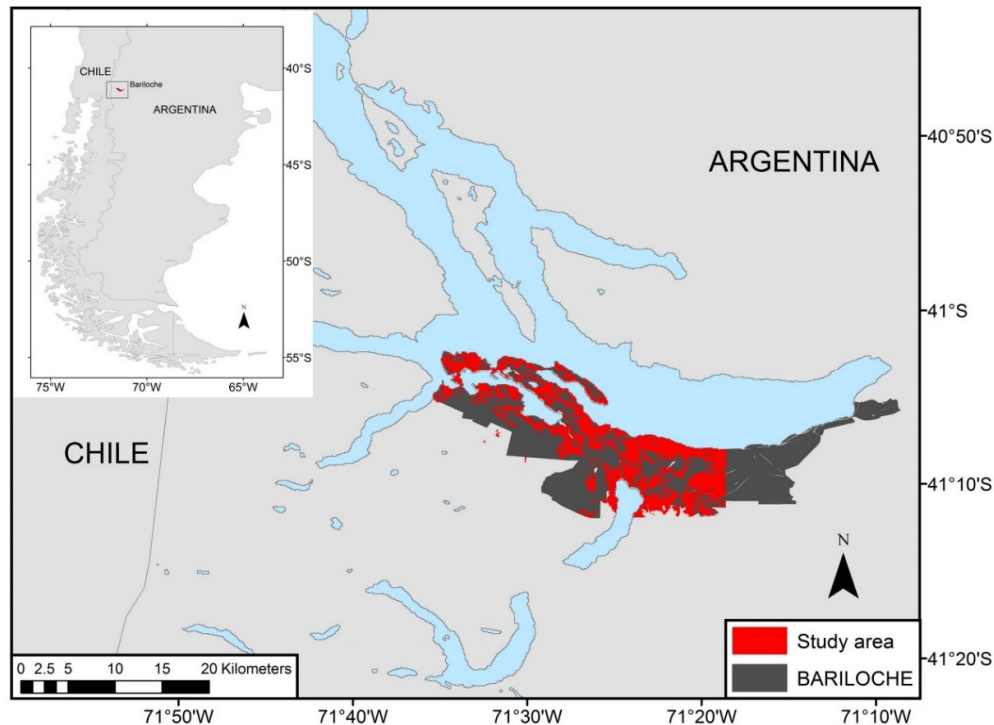 CHILE
Bariloche
ARGENTINA
40°S
45°S
50°S
55°S
N
75°W
70°W
65°W
ARGENTINA
CHILE
40°50'S
41°S
41°10'S
41°20'S
N
Study area
BARILOCHE
0 2.5 5 10 15 20 Kilometers
71°50'W 71°40'W 71°30'W 71°20'W 71°10'W